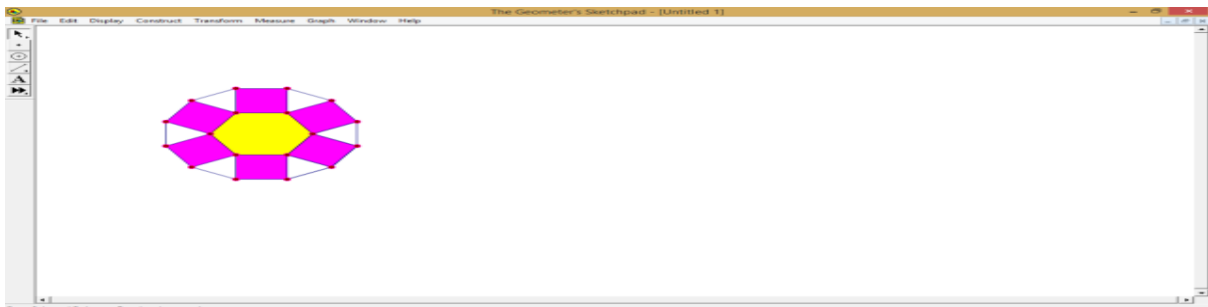 The Geometer's Sketchpad - [Untitled 1]
File Edit Display Construct Transform Measure Graph Window Help
A